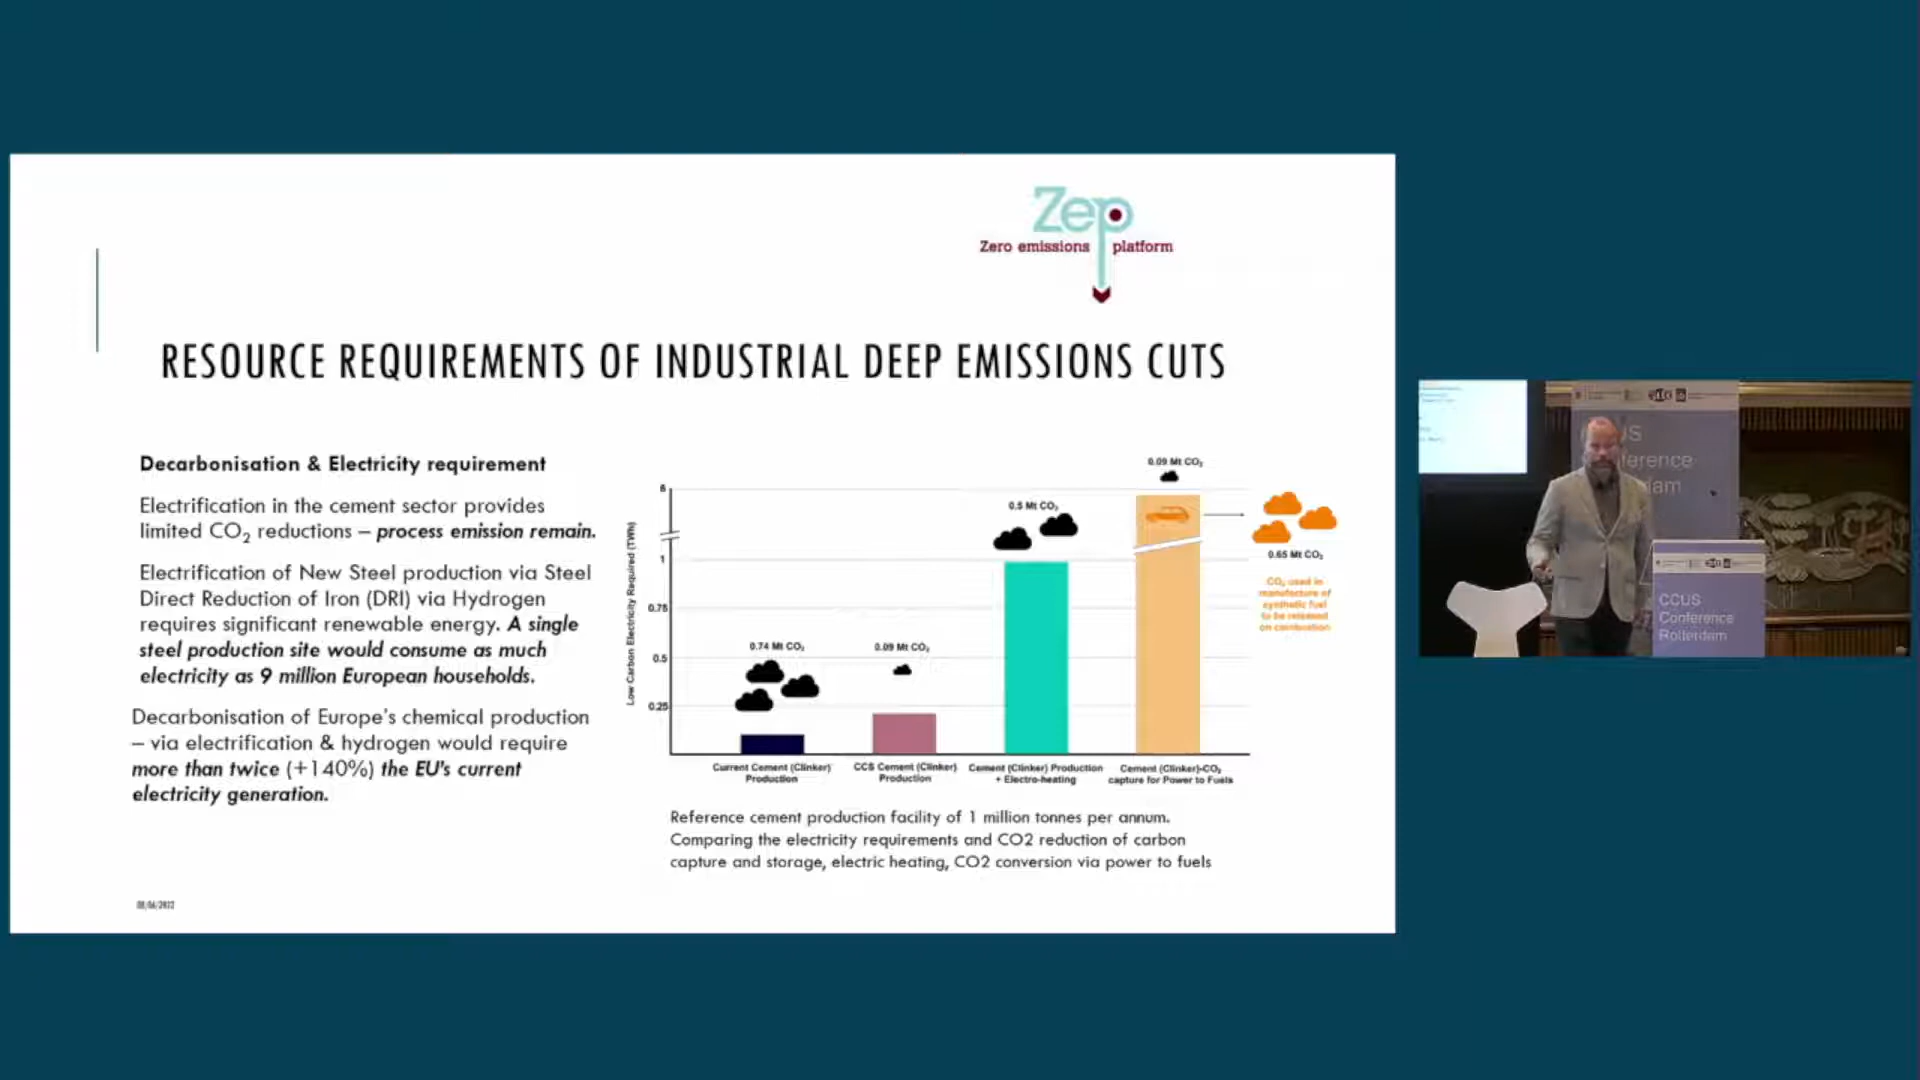 Zep
Zero emissions platform
RESOURCE REQUIREMENTS OF INDUSTRIAL DEEP EMISSIONS CUTS
Decarbonisation & Electricity requirement
Electrification in the cement sector provides
limited CO2 reductions – process emission remain.
Electrification of New Steel production via Steel
Direct Reduction of Iron (DRI) via Hydrogen
requires significant renewable energy. A single
steel production site would consume as much
electricity as 9 million European households.
Decarbonisation of Europe's chemical production
– via electrification & hydrogen would require
more than twice (+140%) the EU's current
electricity generation.
08/06/2022
Low Carbon Electricity Required (TWh)
6
1
0.75
0.5
0.25
0.74 Mt CO2
0.09 Mt CO2
0.5 Mt CO2
0.09 Mt CO2
0.65 Mt CO2
CO2 used in
manufacture of
synthetic fuel
to be released
on combustion
Current Cement (Clinker)
Production
CCS Cement (Clinker)
Production
Cement (Clinker) Production
+ Electro-heating
Cement (Clinker)-CO2
capture for Power to Fuels
Reference cement production facility of 1 million tonnes per annum.
Comparing the electricity requirements and CO2 reduction of carbon
capture and storage, electric heating, CO2 conversion via power to fuels
CCUS
Conference
Rotterdam